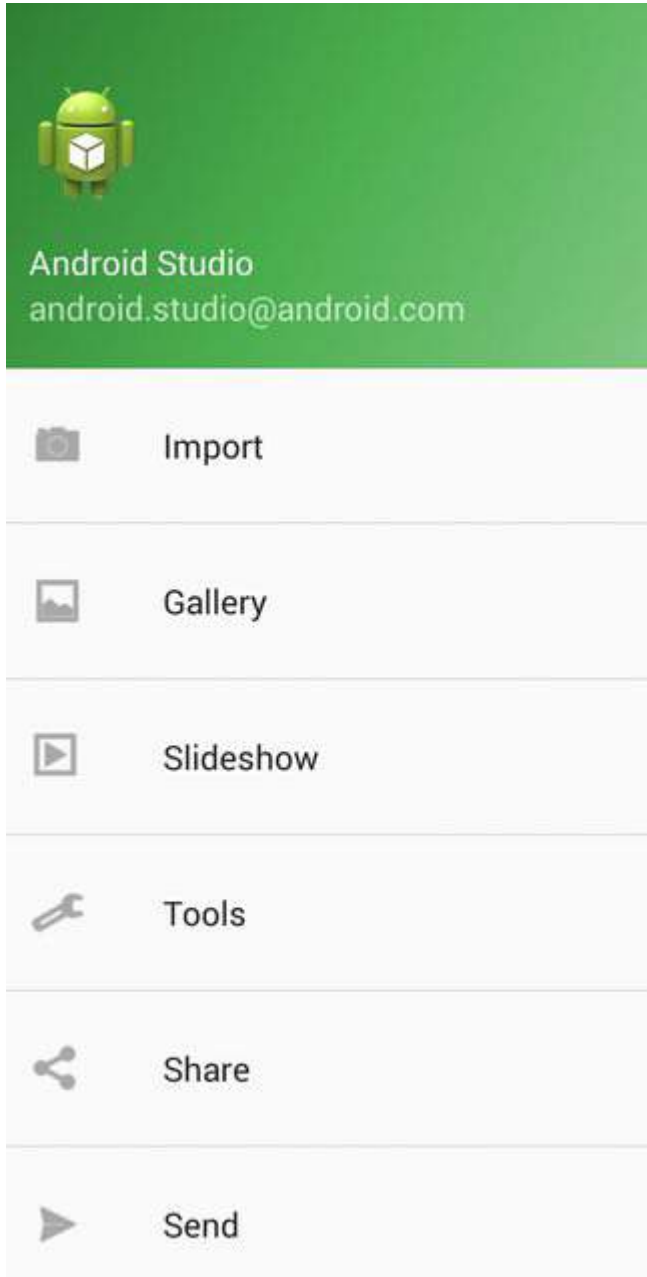 Android Studio
android.studio@android.com
Import
Gallery
Slideshow
Tools
Share
Send